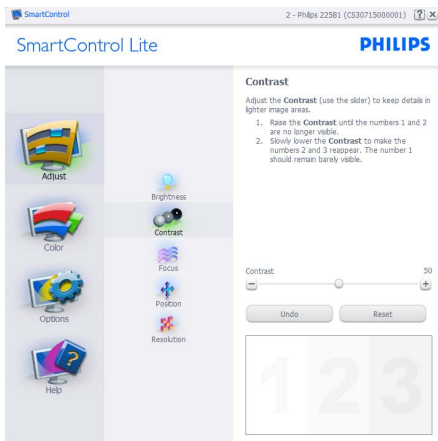 SmartControl
2 - Philips 225B1 (CS30715000001)
SmartControl Lite
PHILIPS
Adjust
Color
Options
Help
Brightness
Contrast
Focus
Position
Resolution
Contrast
Adjust the Contrast (use the slider) to keep details in
lighter image areas.
1. Raise the Contrast until the numbers 1 and 2
are no longer visible.
2. Slowly lower the Contrast to make the
numbers 2 and 3 reappear. The number 1
should remain barely visible.
Contrast 50
Undo Reset
1 2 3